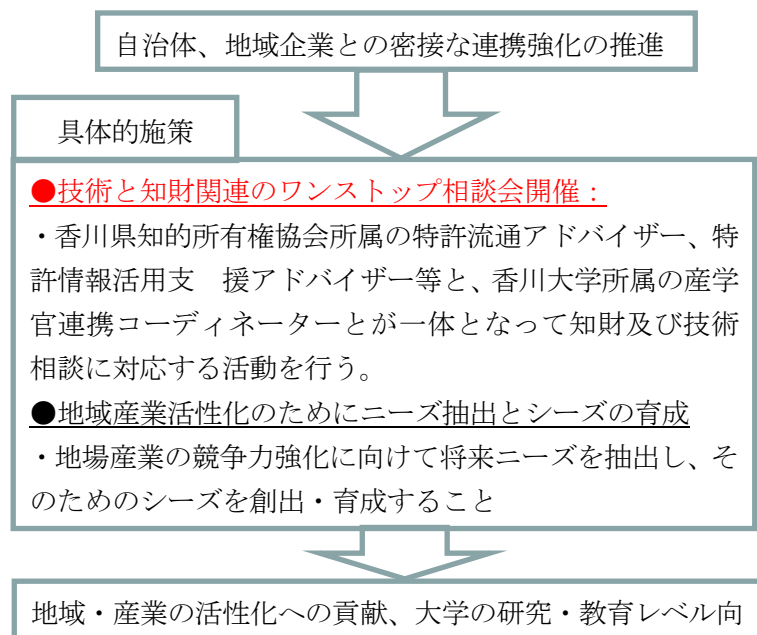 自治体、地域企業との密接な連携強化の推進
具体的施策
●技術と知財関連のワンストップ相談会開催：
・香川県知的所有権協会所属の特許流通アドバイザー、特
許情報活用支　援アドバイザー等と、香川大学所属の産学
官連携コーディネーターとが一体となって知財及び技術
相談に対応する活動を行う。
●地域産業活性化のためにニーズ抽出とシーズの育成
・地場産業の競争力強化に向けて将来ニーズを抽出し、そ
のためのシーズを創出・育成すること
地域・産業の活性化への貢献、大学の研究・教育レベル向